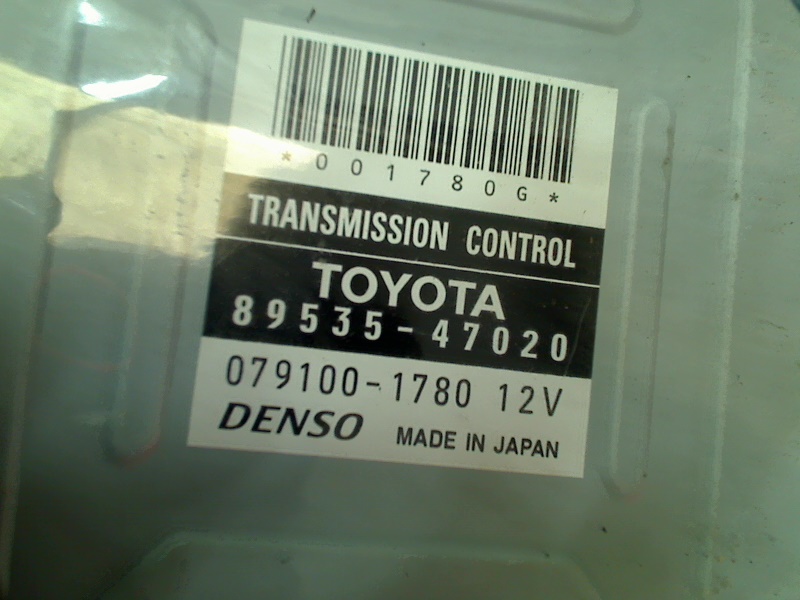 *001780G*
TRANSMISSION CONTROL
TOYOTA
89535-47020
079100-1780 12V
DENSO MADE IN JAPAN